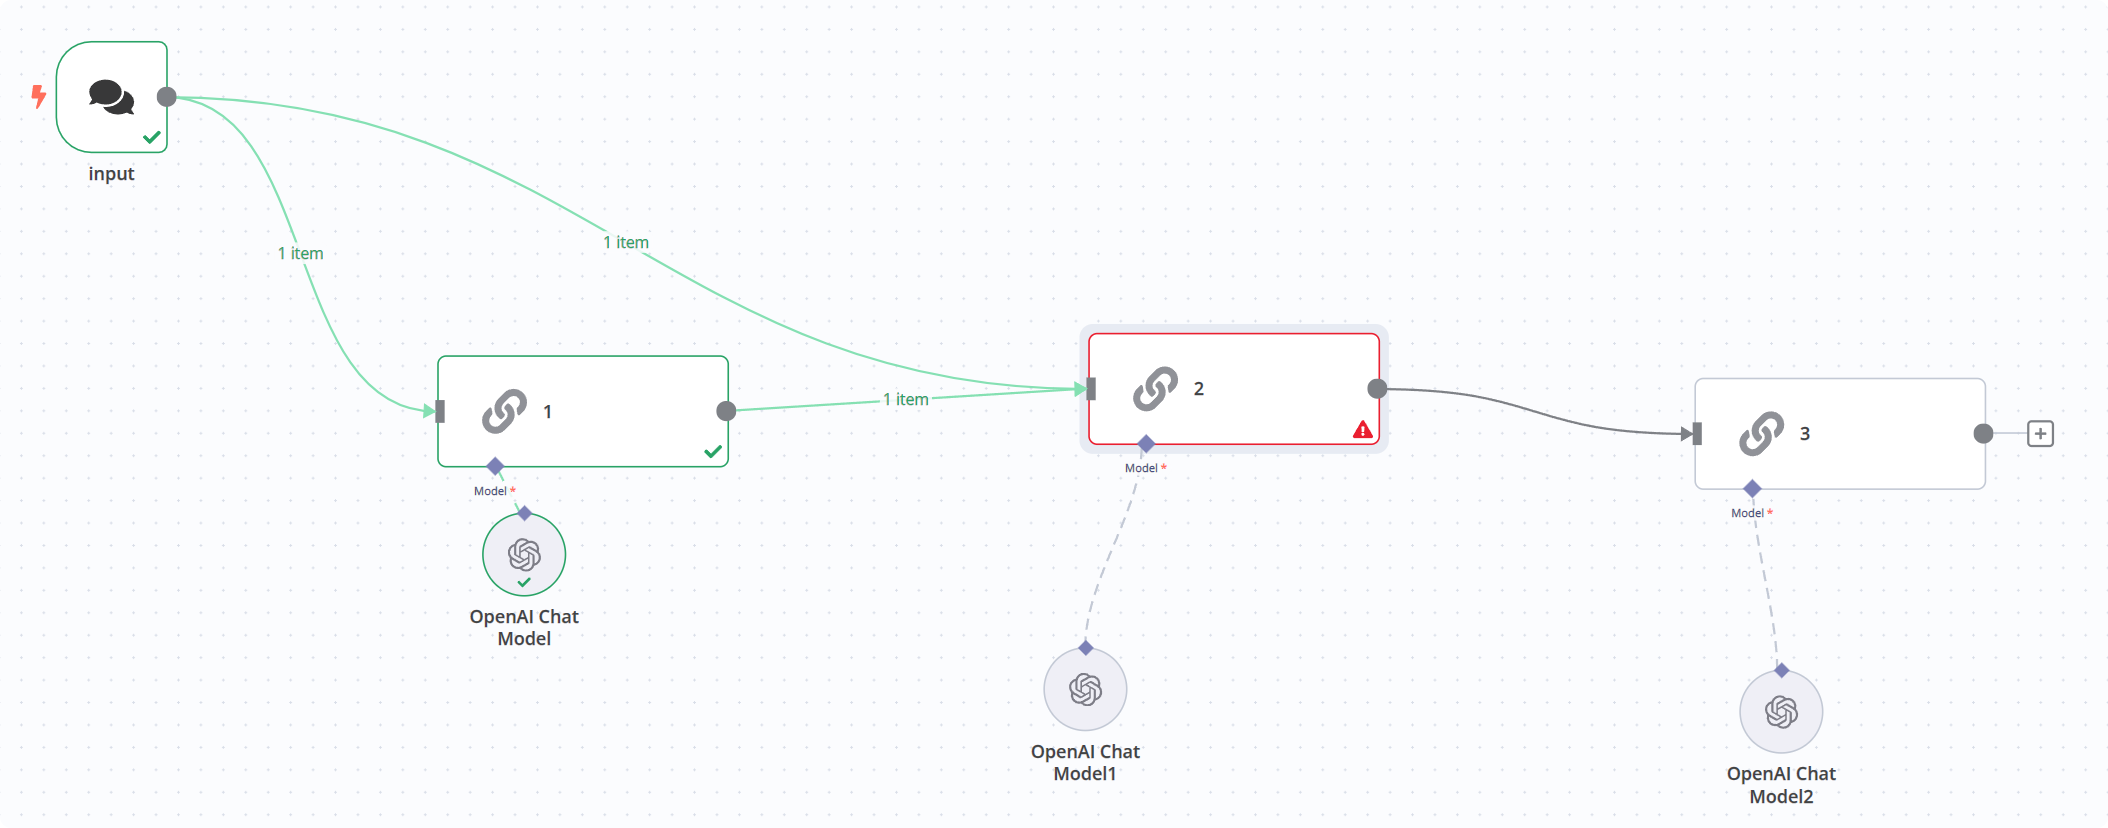 input
1 item
1 item
1 item
1
Model *
OpenAI Chat
Model
2
Model *
OpenAI Chat
Model1
3
Model *
OpenAI Chat
Model2